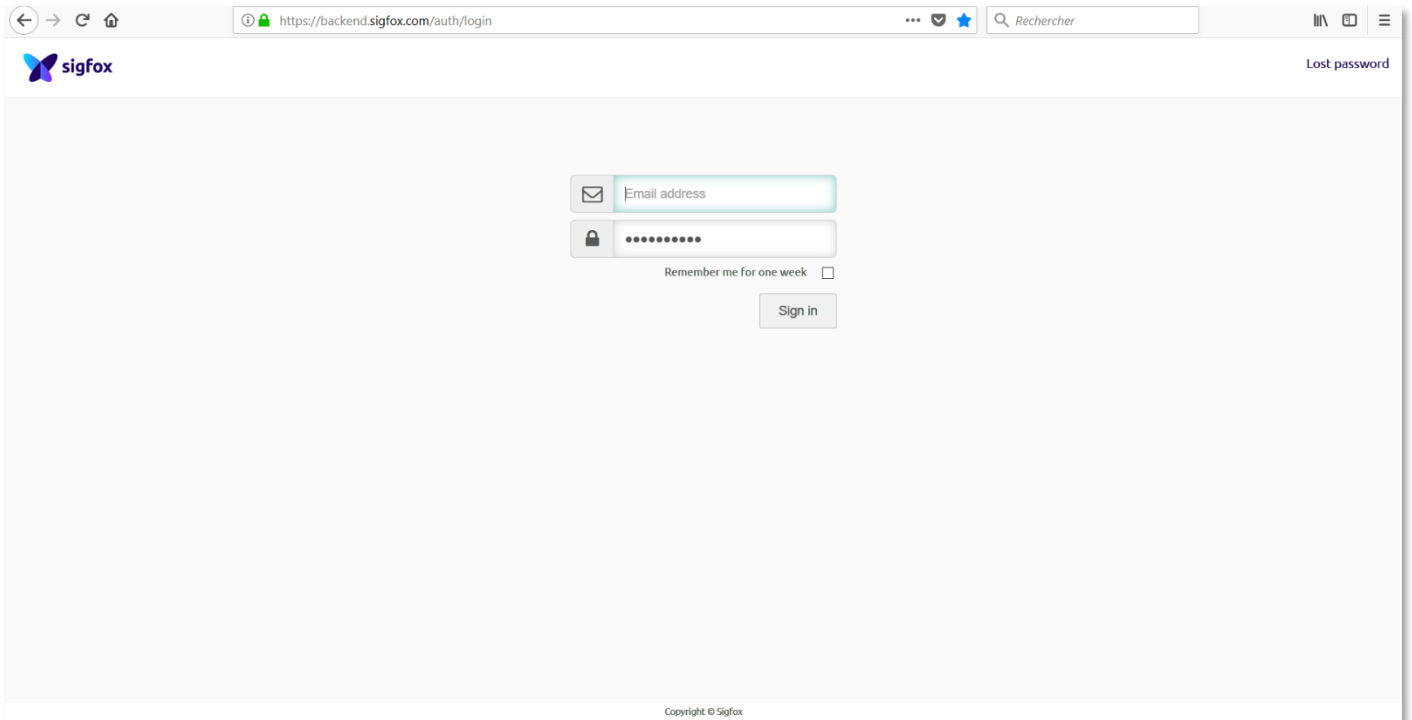 https://backend.sigfox.com/auth/login
Rechercher
sigfox
Lost password
Email address
Remember me for one week
Sign in
Copyright © Sigfox